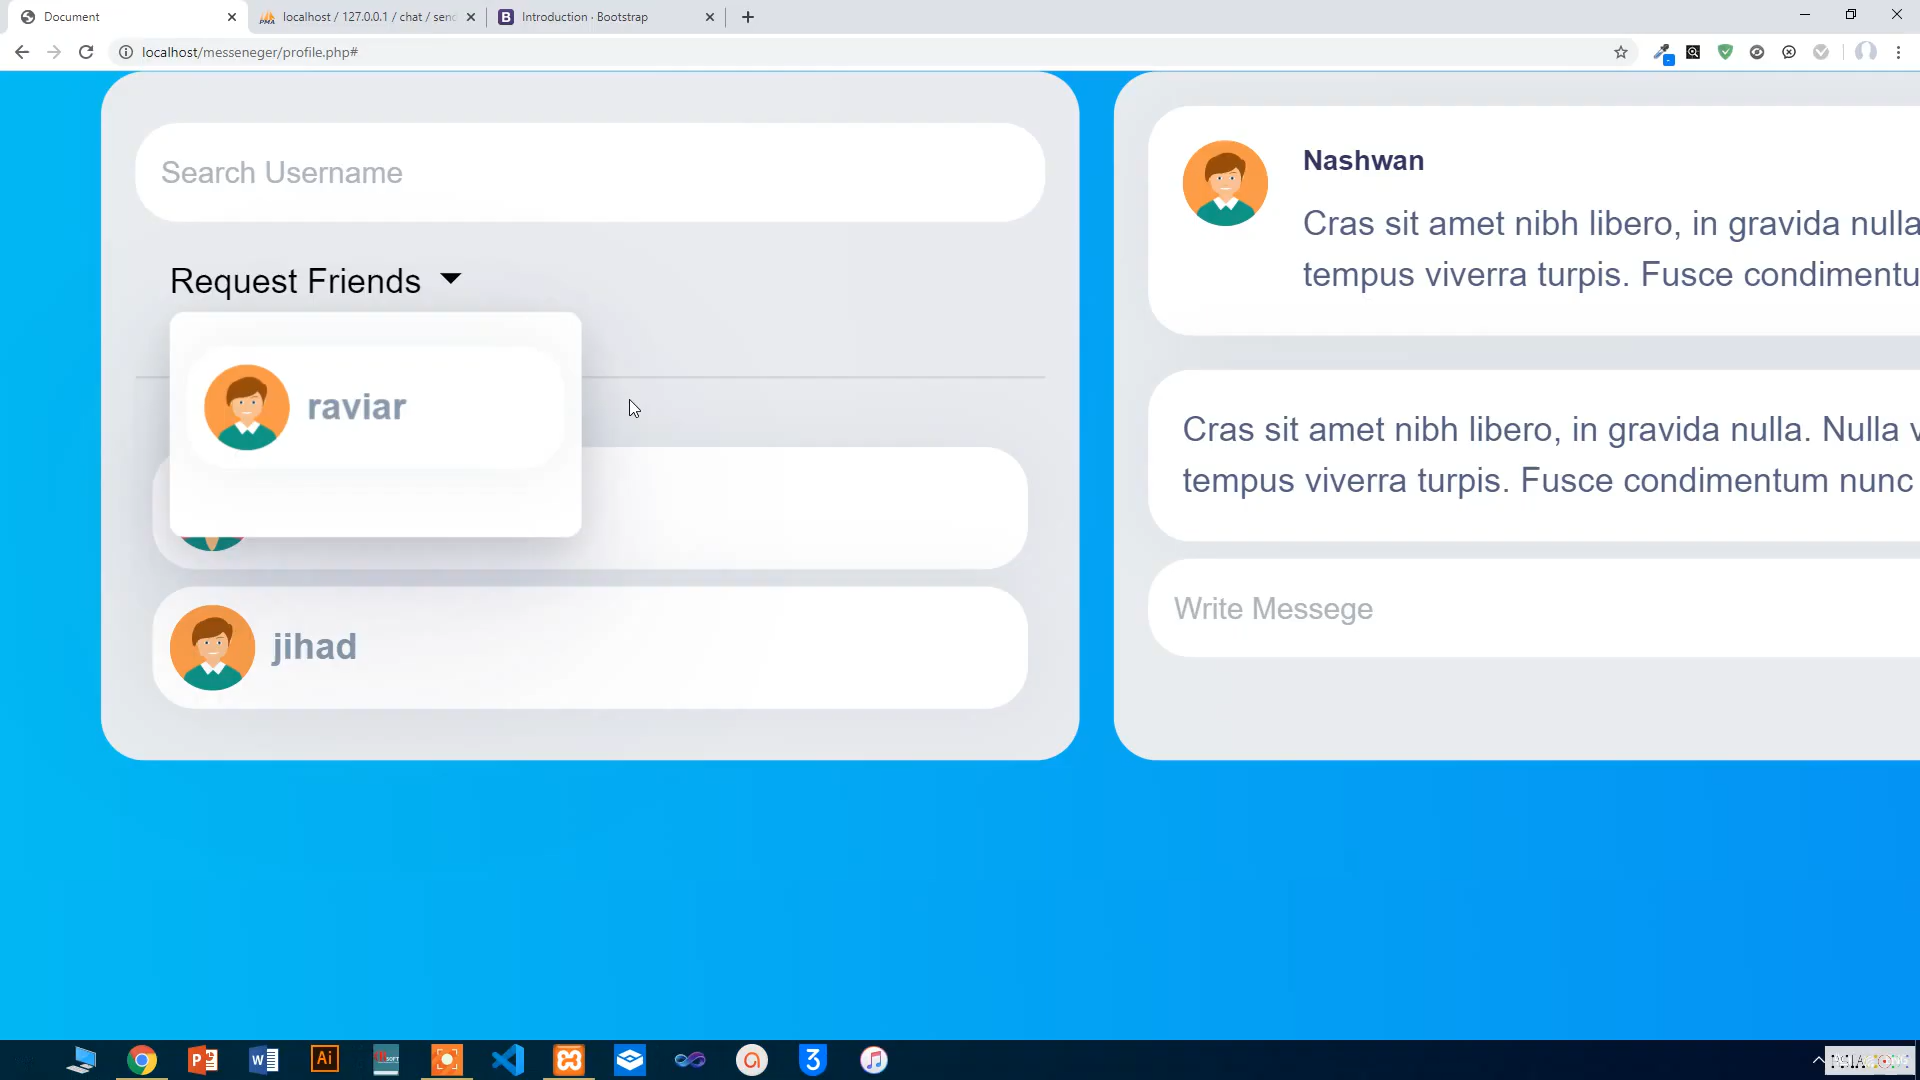 Document
localhost / 127.0.0.1 / chat / send
Introduction · Bootstrap
localhost/messeneger/profile.php#
Search Username
Request Friends
raviar
jihad
Nashwan
Cras sit amet nibh libero, in gravida nulla
tempus viverra turpis. Fusce condimentu
Cras sit amet nibh libero, in gravida nulla. Nulla v
tempus viverra turpis. Fusce condimentum nunc
Write Messege